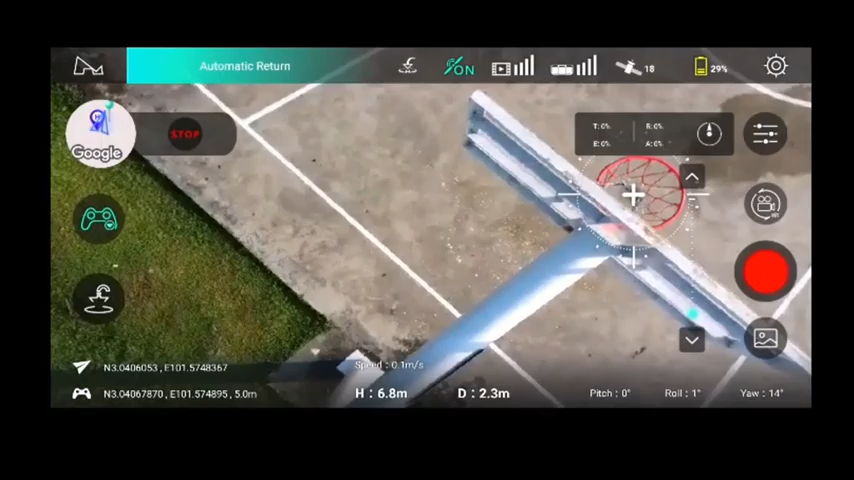 Automatic Return
ON
18
29%
Google
STOP
T: 0% R: 0%
E: 0% A: 0%
N3.0406053 , E101.5748367
Speed : 0.1m/s
N3.04067870 , E101.574895 , 5.0m
H : 6.8m
D : 2.3m
Pitch : 0°
Roll : 1°
Yaw : 14°